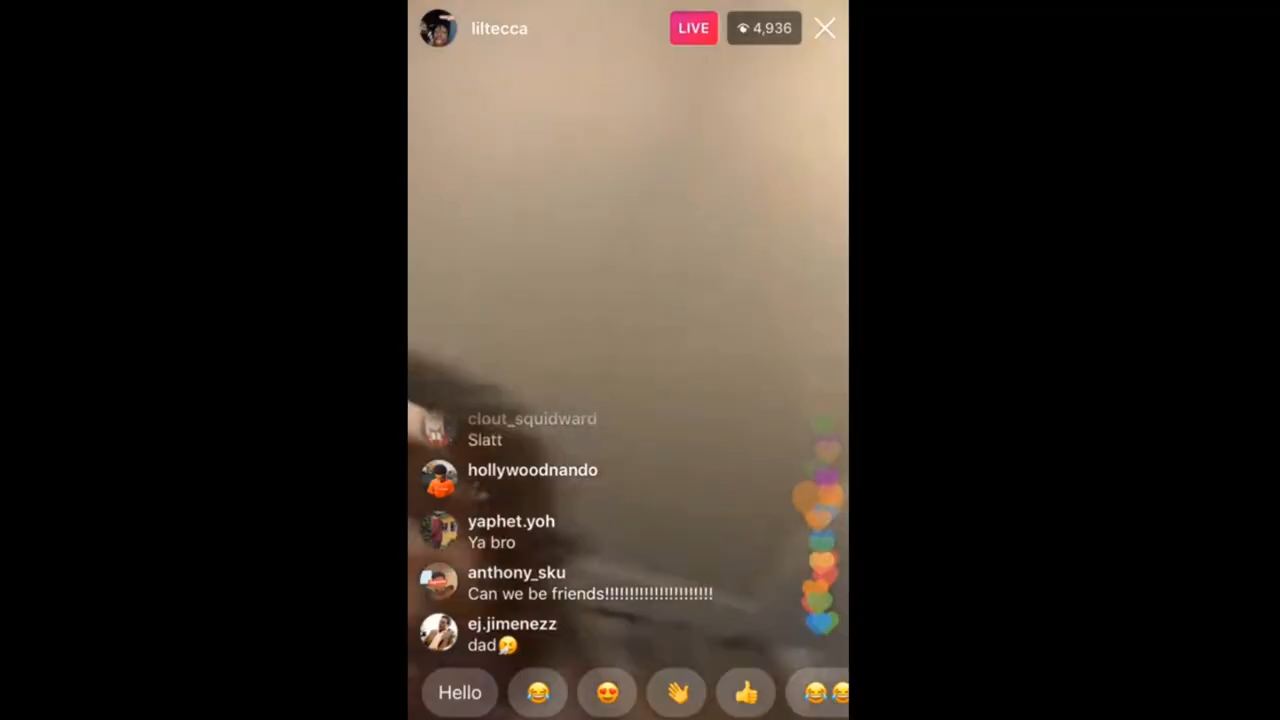 liltecca
LIVE 4,936
clout_squidward
Slatt
hollywoodnando
yaphet.yoh
Ya bro
anthony_sku
Can we be friends!!!!!!!!!!!!!!!!!!!!!!
ej.jimenezz
dad🤧
Hello 😂 😍 👋 👍 😂😂